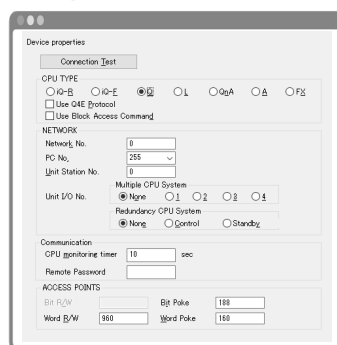 Device properties
Connection Test
CPU TYPE
iQ-R iQ-F Q L QnA A FX
Use Q4E Protocol
Use Block Access Command
NETWORK
Network No. 0
PC No. 255
Unit Station No. 0
Multiple CPU System
Unit I/O No. None 1 2 3 4
Redundancy CPU System
None Control Standby
Communication
CPU monitoring timer 10 sec
Remote Password
ACCESS POINTS
Bit R/W Bit Poke 188
Word R/W 960 Word Poke 160